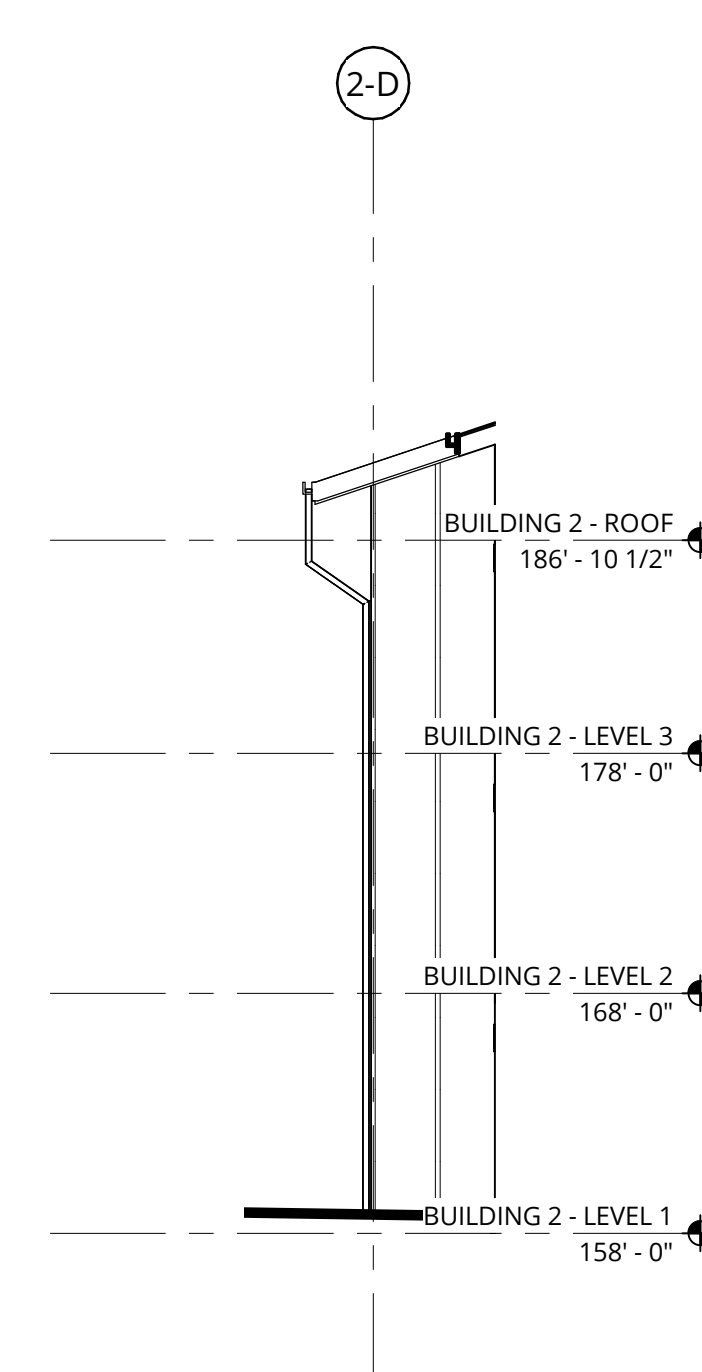 2-D
BUILDING 2 - ROOF
186' - 10 1/2"
BUILDING 2 - LEVEL 3
178' - 0"
BUILDING 2 - LEVEL 2
168' - 0"
BUILDING 2 - LEVEL 1
158' - 0"